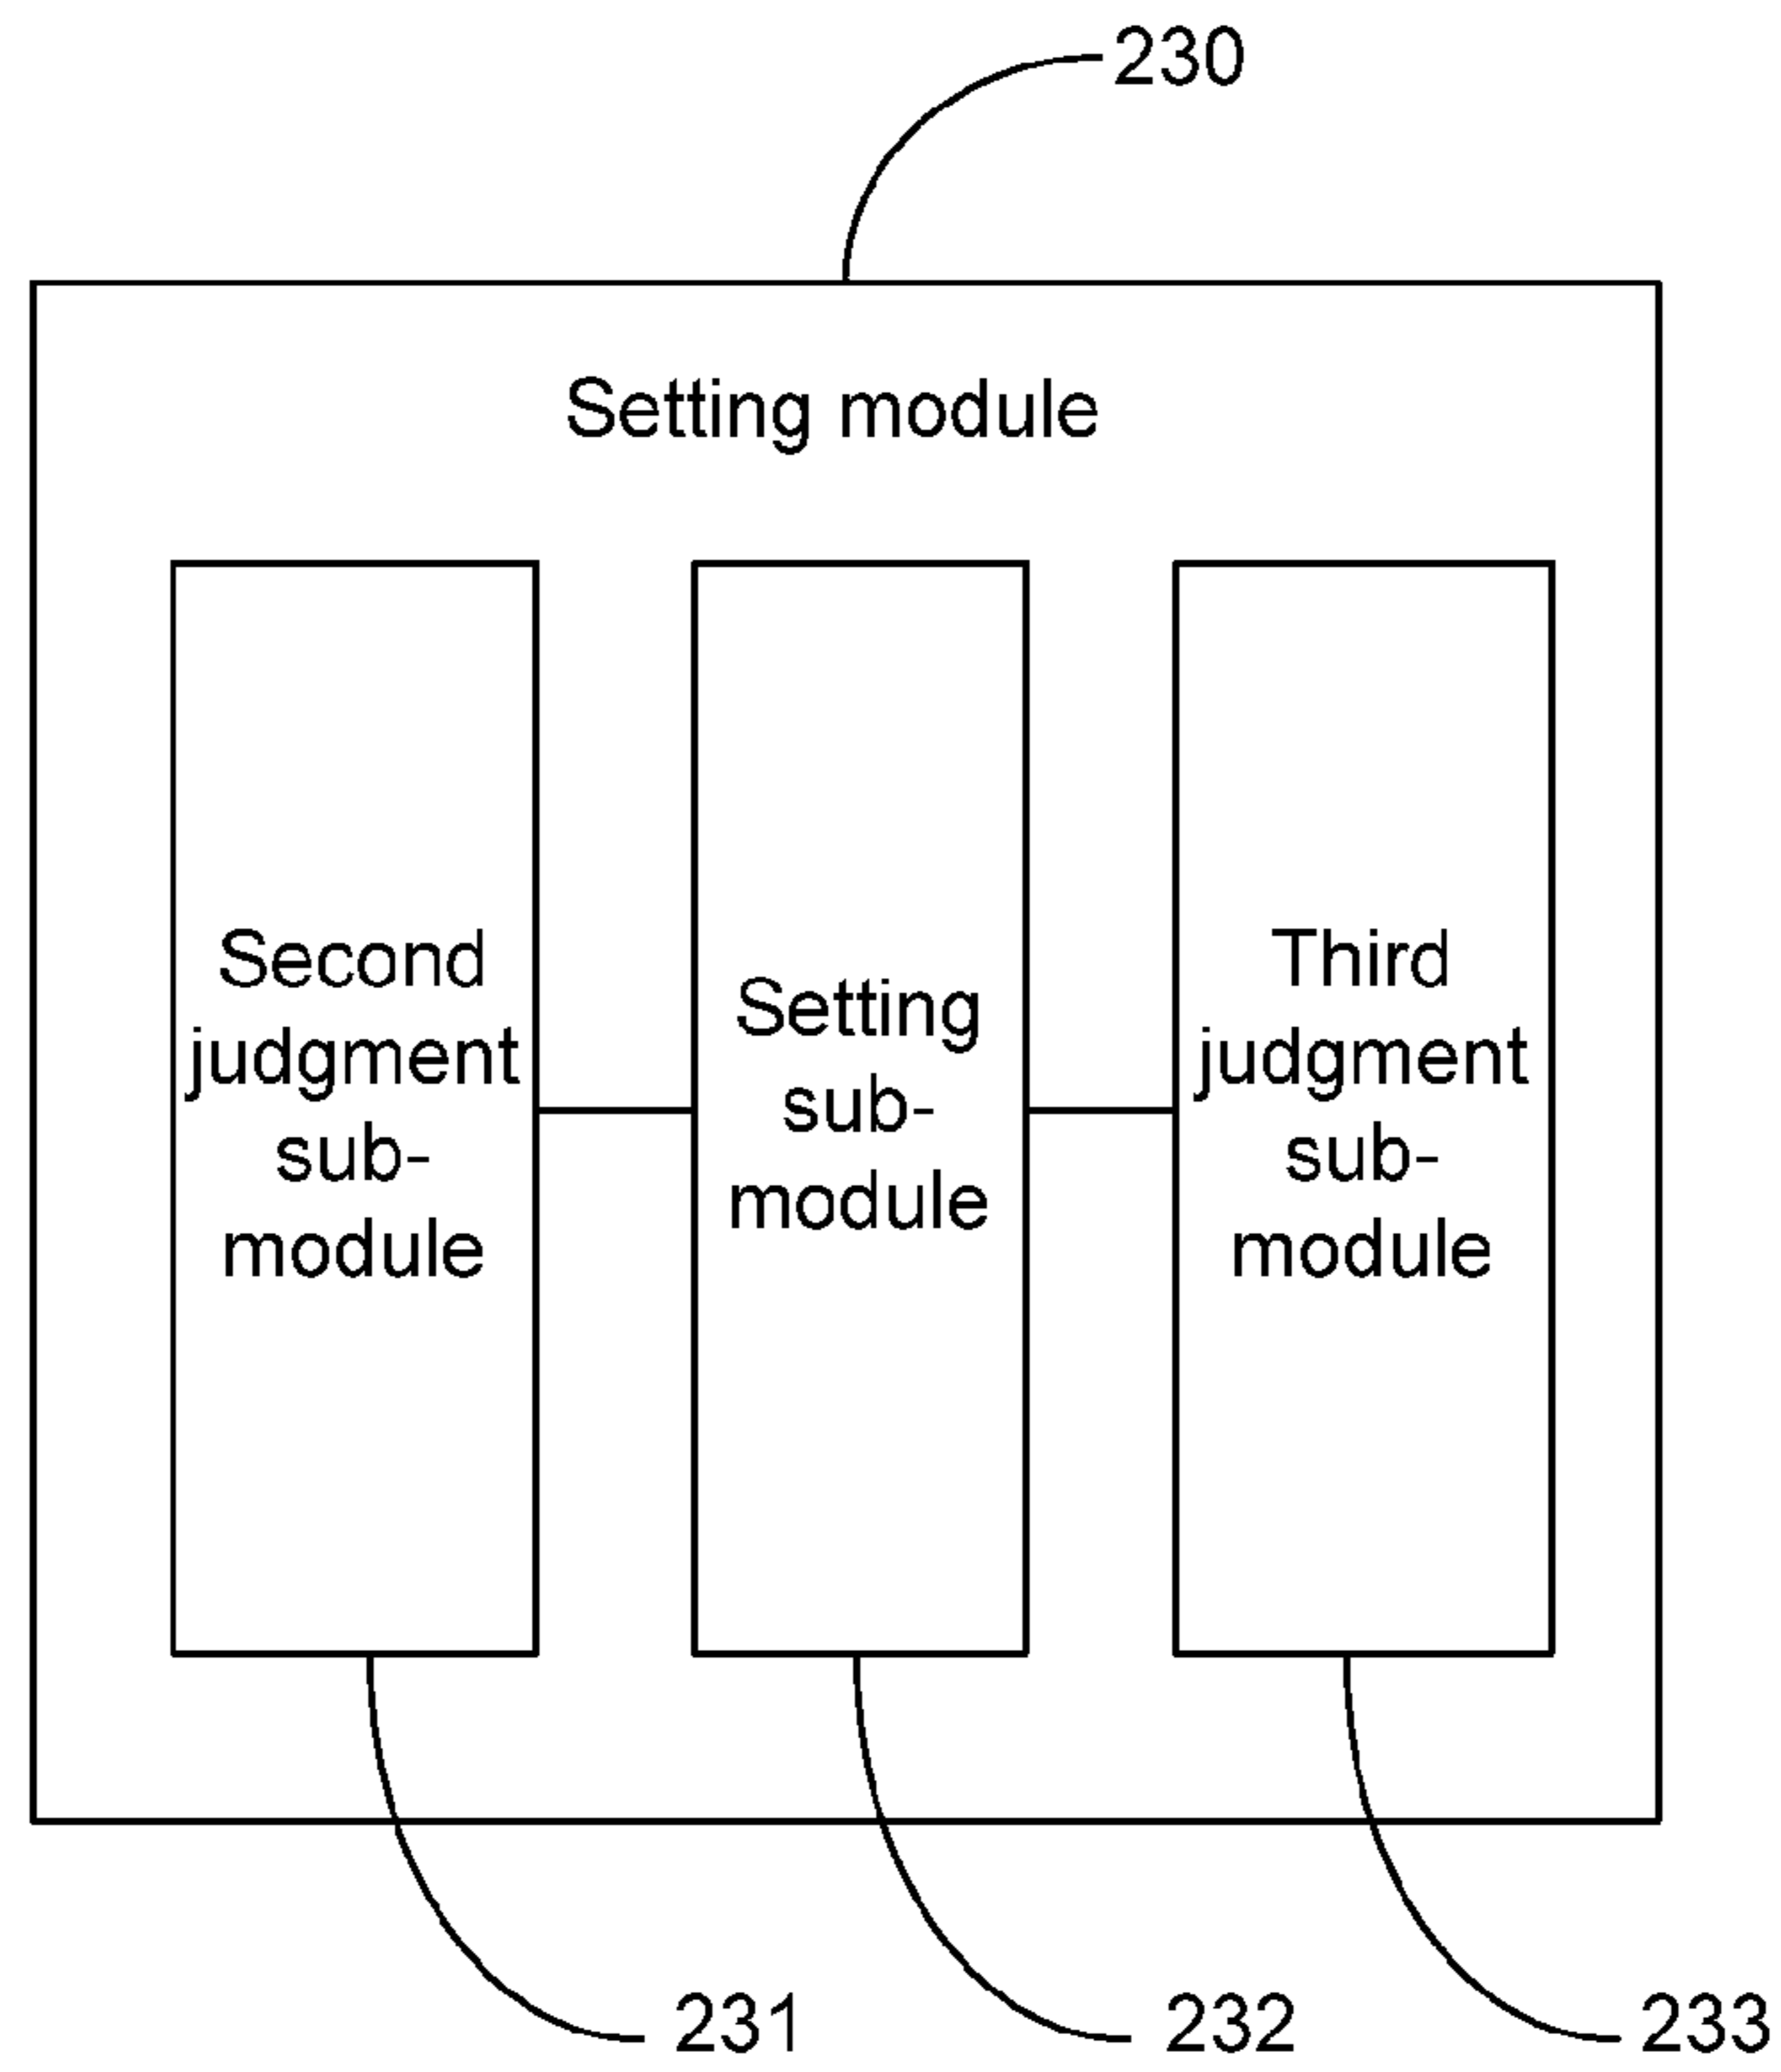 230
Setting module
Second
judgment
sub-
module
Setting
sub-
module
Third
judgment
sub-
module
231
232
233